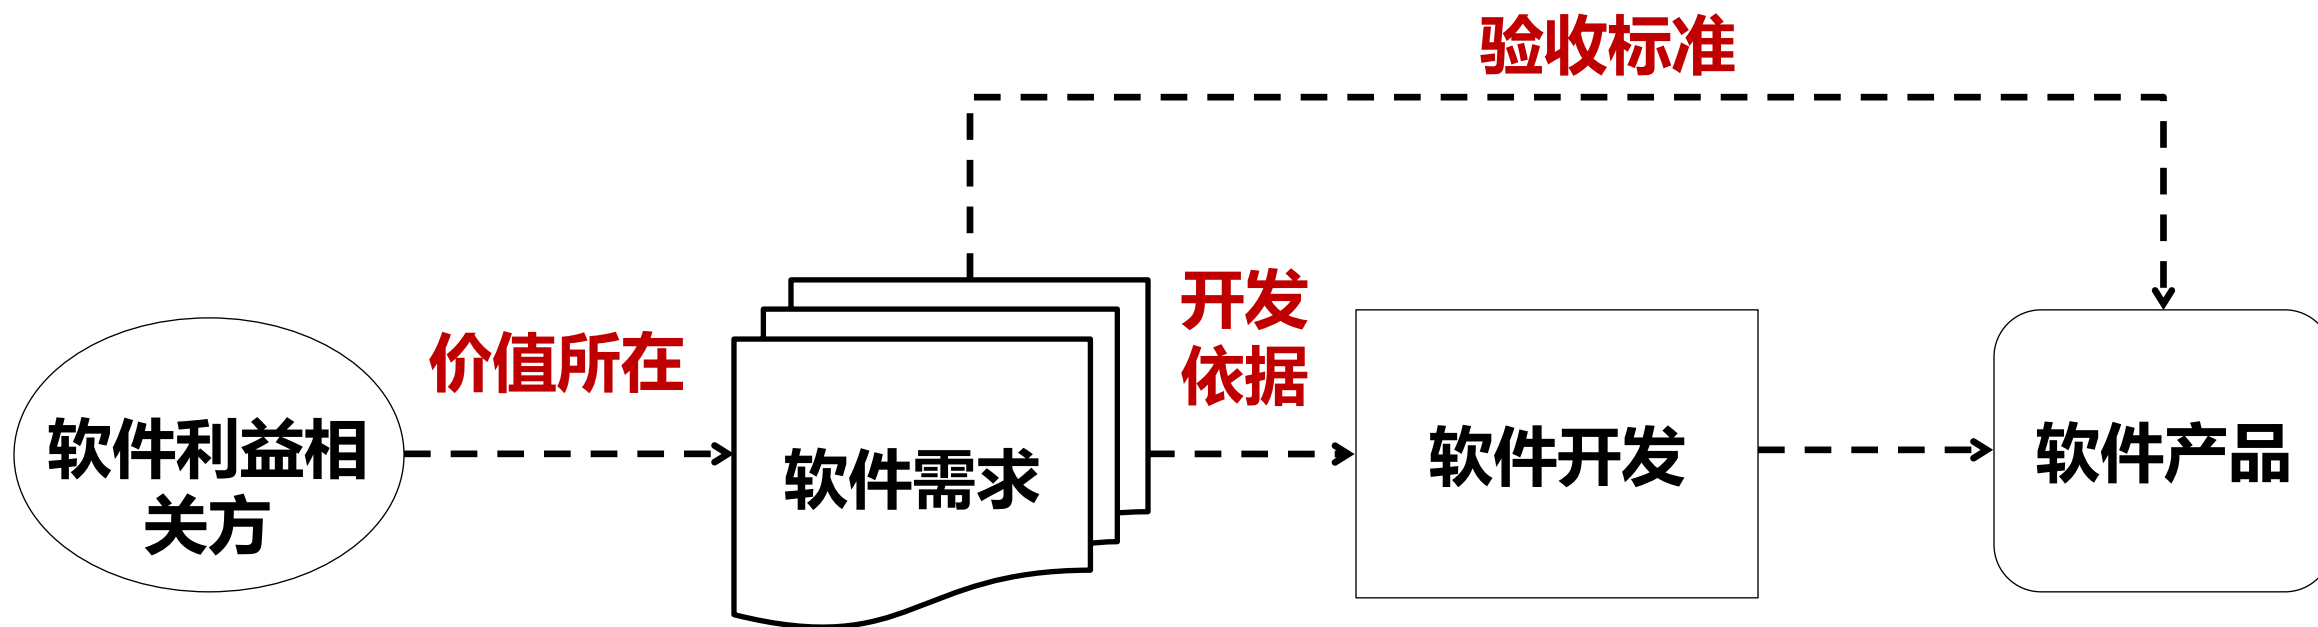 验收标准
开发
依据
价值所在
软件利益相
关方
软件需求
软件开发
软件产品